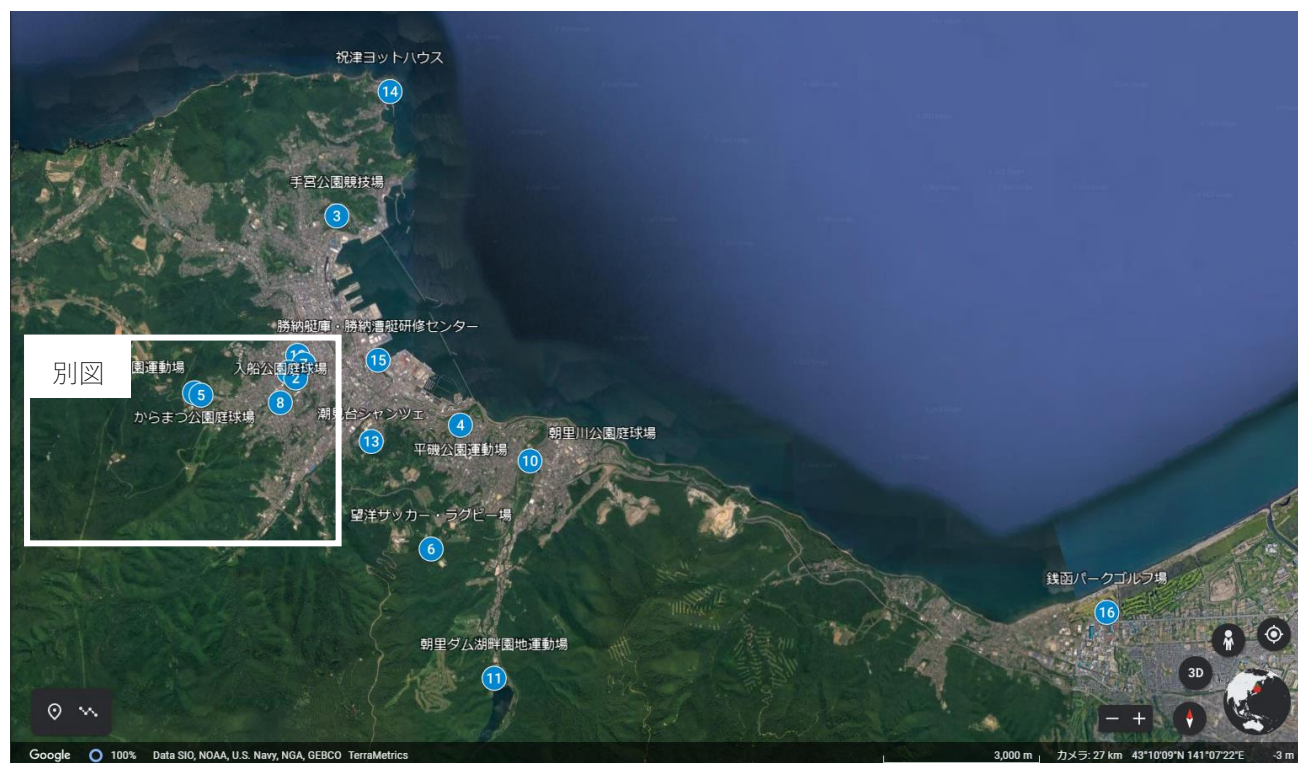 祝津ヨットハウス
14
手宮公園競技場
3
勝納艇庫・勝納漕艇研修センター
15
別図
園運動場
入船公園庭球場
2
5
8
からまつ公園庭球場
潮見台シャンツェ
13
4
平磯公園運動場
朝里川公園庭球場
10
望洋サッカー・ラグビー場
6
銭函パークゴルフ場
16
朝里ダム湖畔園地運動場
11
3D
Google
100%
Data SIO, NOAA, U.S. Navy, NGA, GEBCO TerraMetrics
3,000 m
カメラ: 27 km
43°10'09"N 141°07'22"E
-3 m